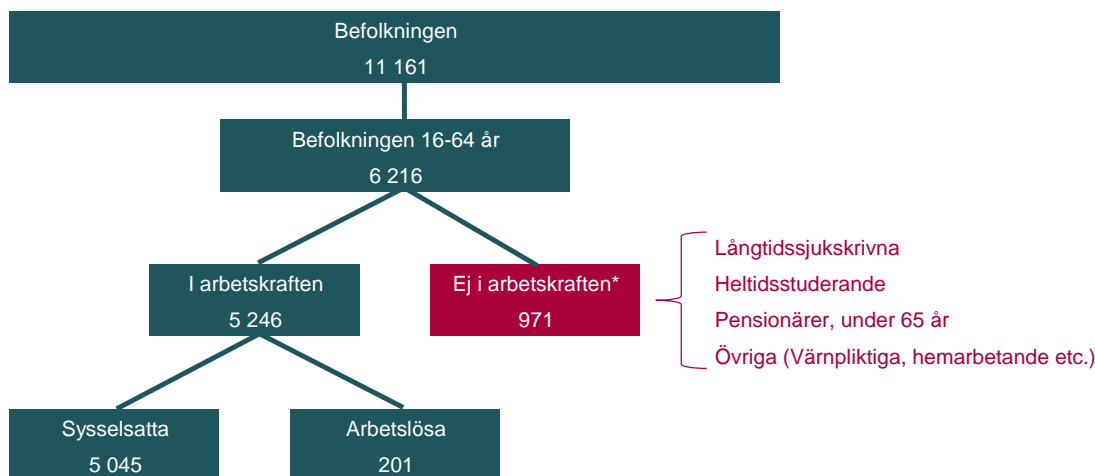 Befolkningen
11 161
Befolkningen 16-64 år
6 216
I arbetskraften
5 246
Ej i arbetskraften*
971
Långtidssjukskrivna
Heltidsstuderande
Pensionärer, under 65 år
Övriga (Värnpliktiga, hemarbetande etc.)
Sysselsatta
5 045
Arbetslösa
201